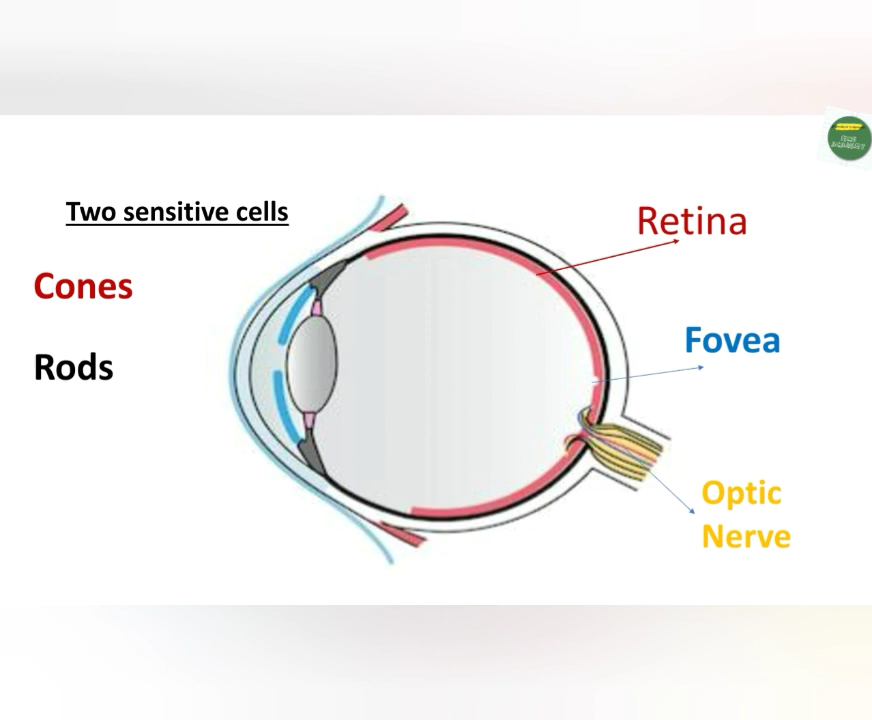 Two sensitive cells
Retina
Cones
Fovea
Rods
Optic
Nerve